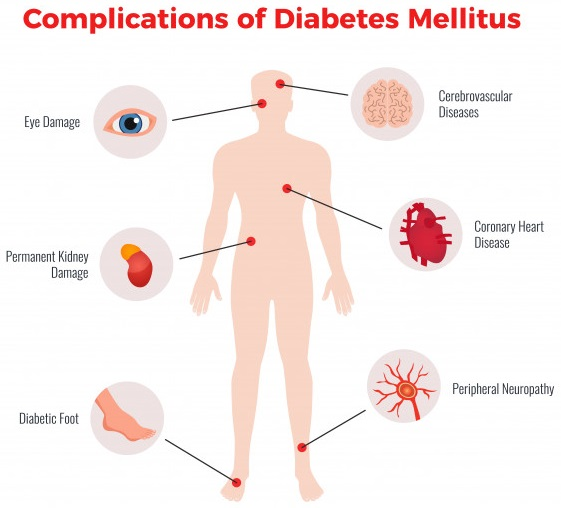 Complications of Diabetes Mellitus
Eye Damage
Cerebrovascular
Diseases
Permanent Kidney
Damage
Coronary Heart
Disease
Diabetic Foot
Peripheral Neuropathy